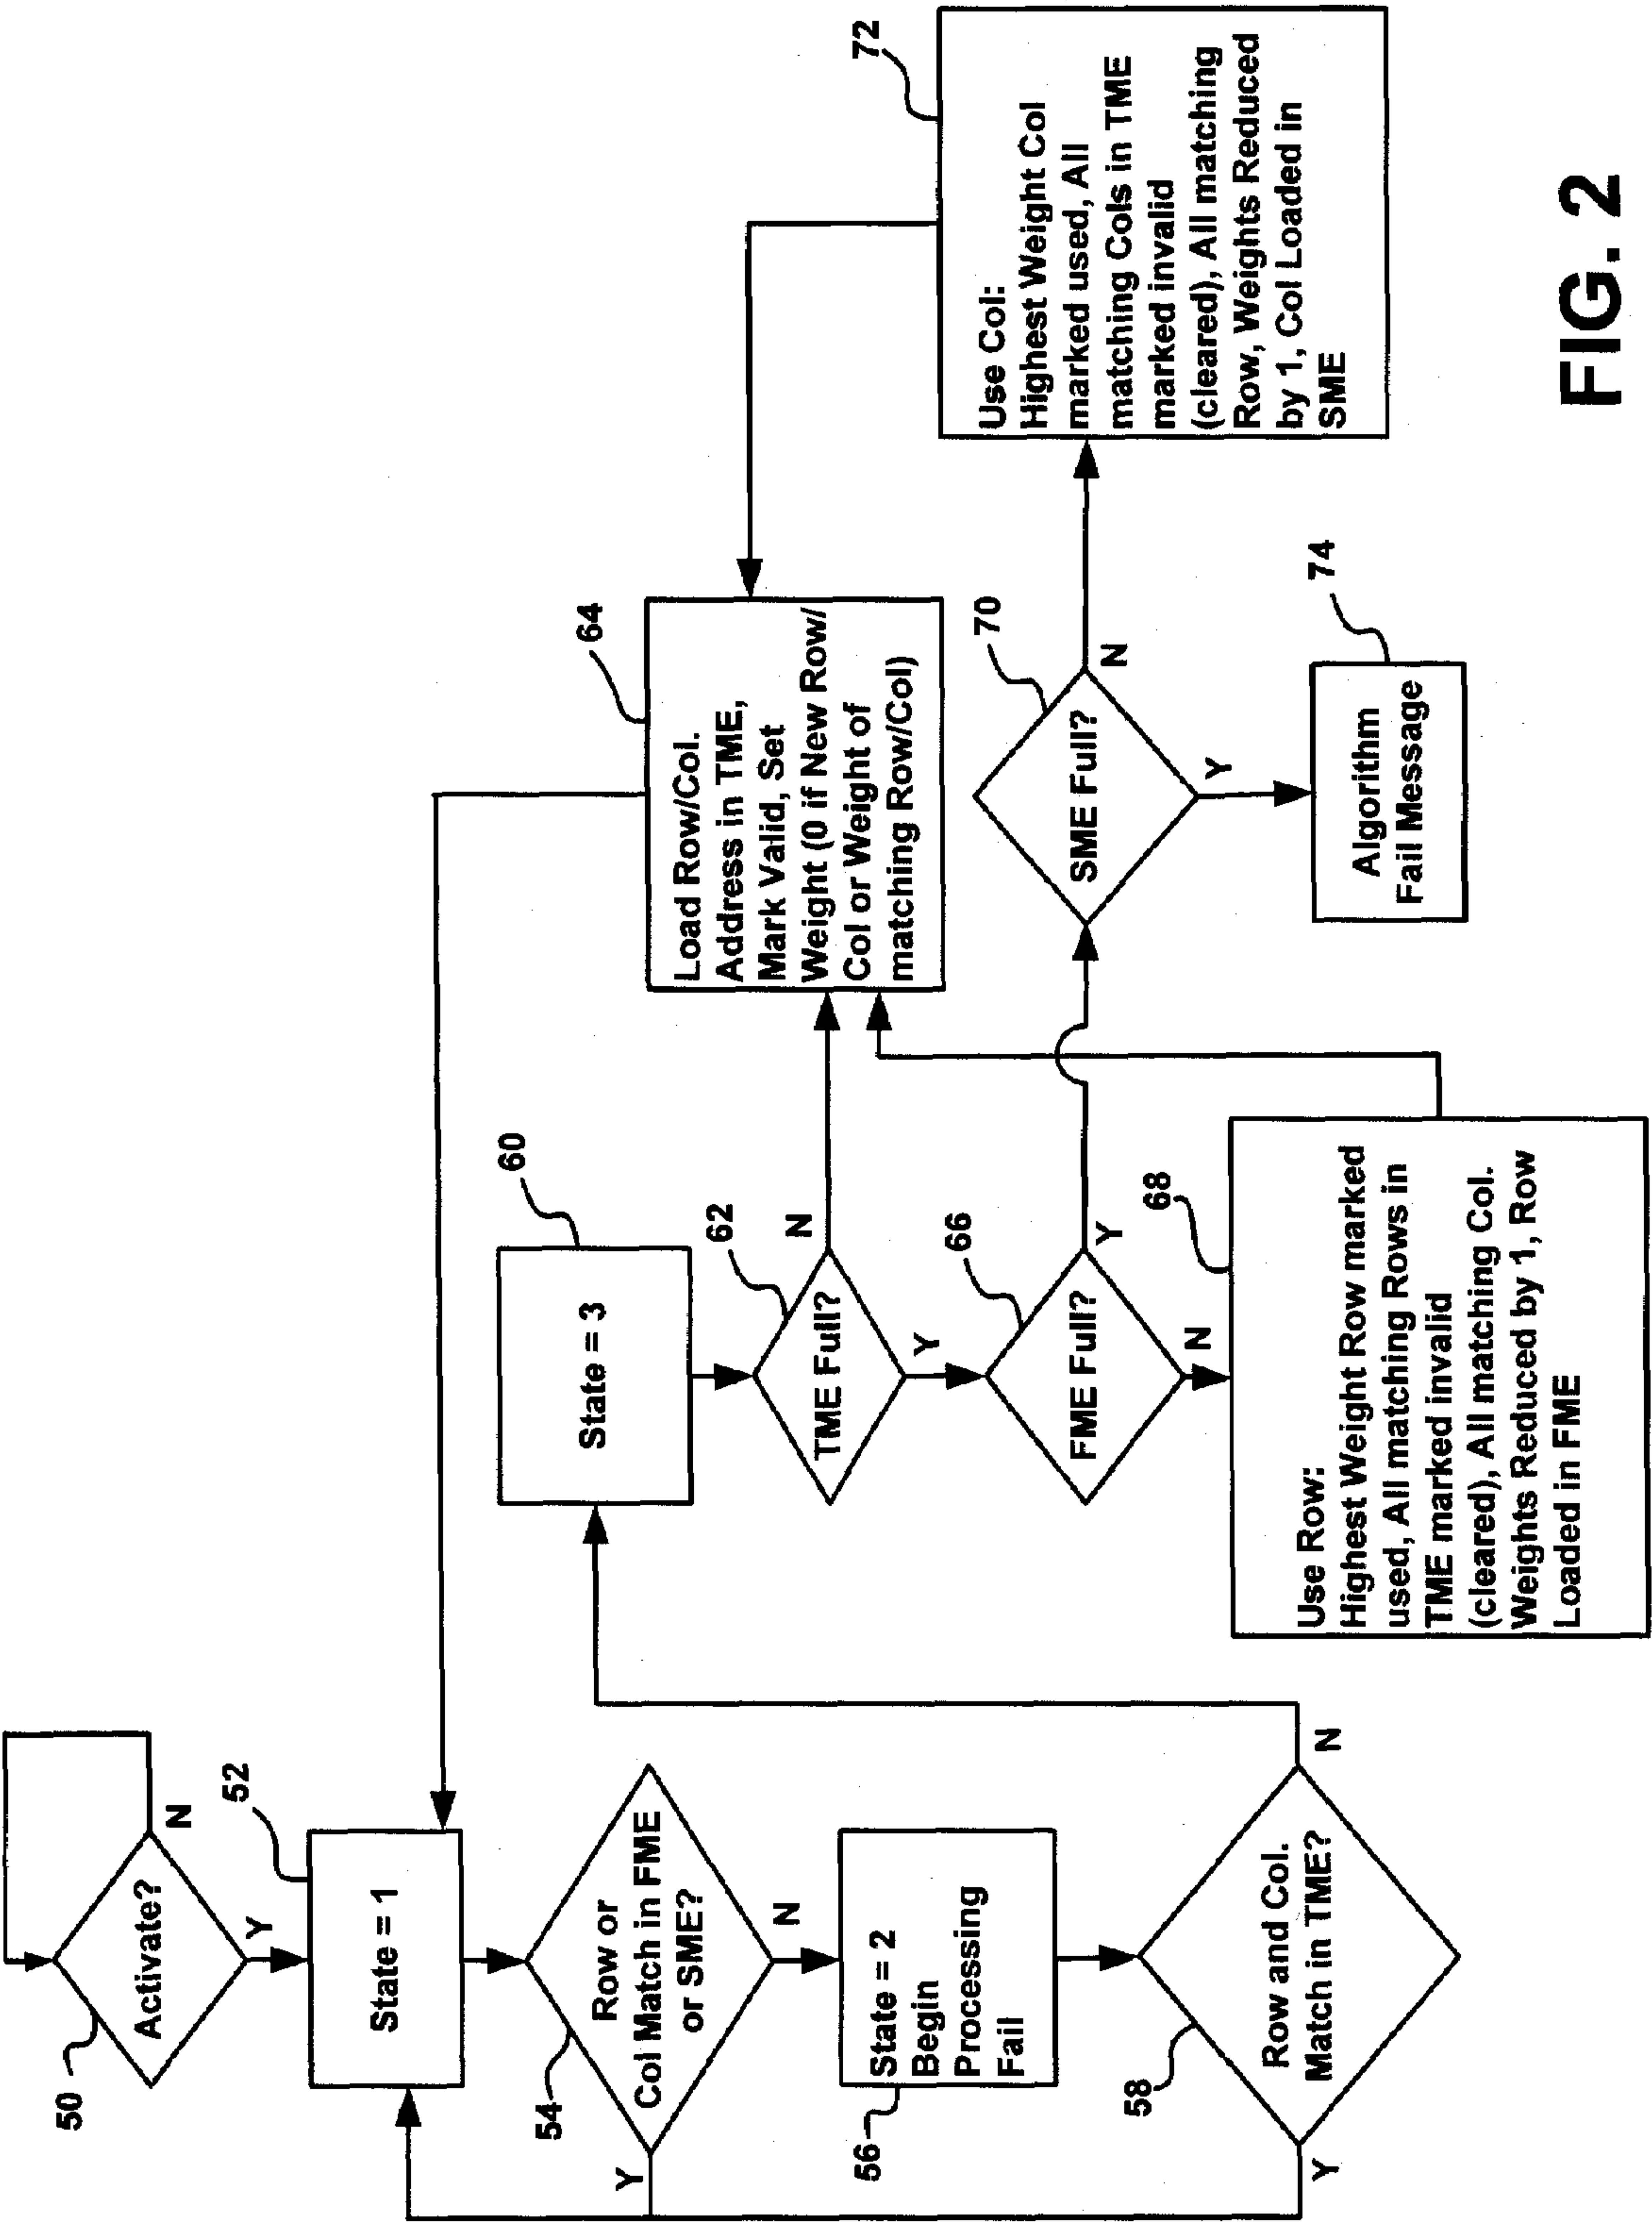 50
Activate?
N
Y
52
State = 1
54
Row or
Col Match in FME
or SME?
Y
N
56
State = 2
Begin
Processing
Fail
58
Row and Col.
Match in TME?
Y
N
60
State = 3
62
TME Full?
N
Y
64
Load Row/Col.
Address in TME,
Mark Valid, Set
Weight (0 if New Row/
Col or Weight of
matching Row/Col)
66
FME Full?
Y
N
68
Use Row:
Highest Weight Row marked
used, All matching Rows in
TME marked invalid
(cleared), All matching Col.
Weights Reduced by 1, Row
Loaded in FME
70
SME Full?
N
Y
72
Use Col:
Highest Weight Col
marked used, All
matching Cols in TME
marked invalid
(cleared), All matching
Row, Weights Reduced
by 1, Col Loaded in
SME
74
Algorithm
Fail Message
FIG. 2